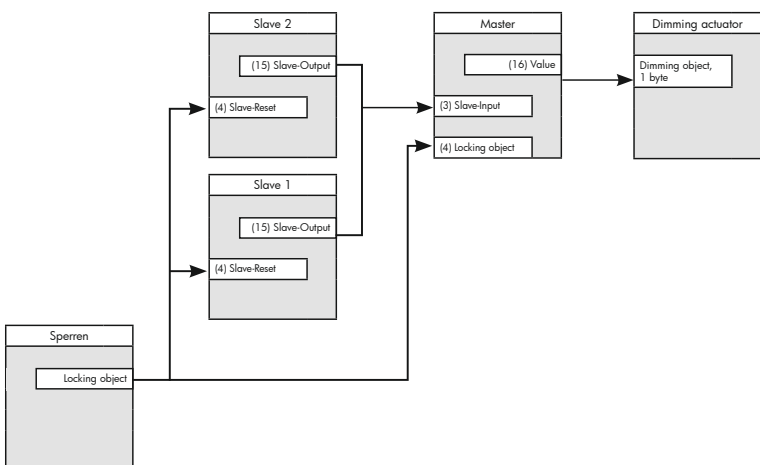 Slave 2
(15) Slave-Output
(4) Slave-Reset
Master
(16) Value
(3) Slave-Input
(4) Locking object
Dimming actuator
Dimming object,
1 byte
Slave 1
(15) Slave-Output
(4) Slave-Reset
Sperren
Locking object